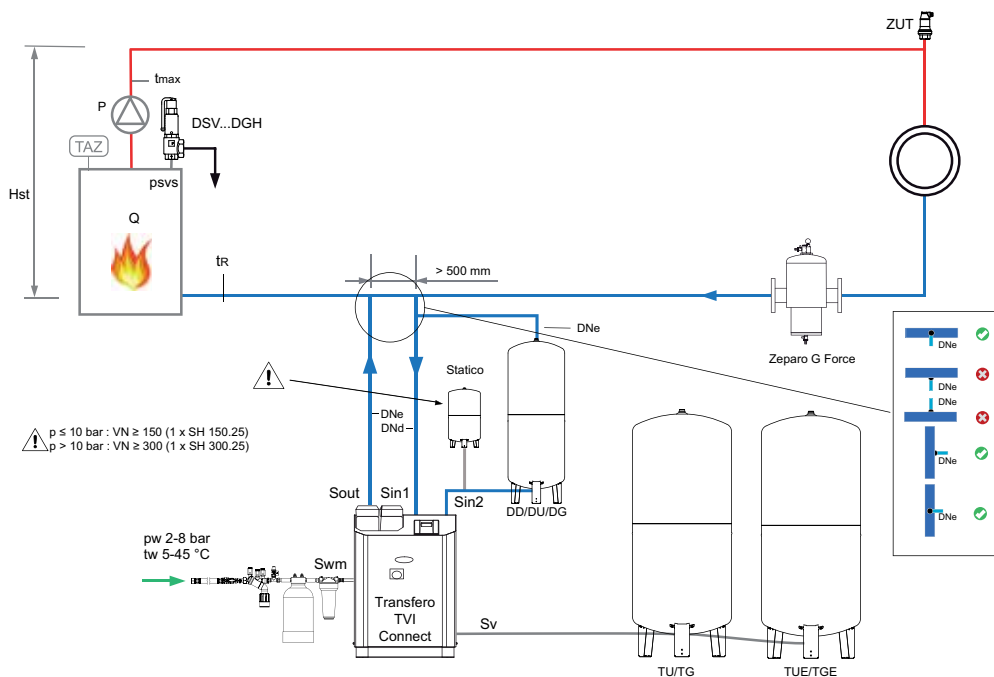 ZUT
tmax
P
DSV...DGH
TAZ
psvs
Hst
Q
tR
> 500 mm
DNe
Zeparo G Force
DNe
DNe
DNe
DNe
DNe
Statico
DNe
DNd
p ≤ 10 bar : VN ≥ 150 (1 x SH 150.25)
p > 10 bar : VN ≥ 300 (1 x SH 300.25)
Sout
Sin1
Sin2
DD/DU/DG
pw 2-8 bar
tw 5-45 °C
Swm
Transfero
TVI
Connect
Sv
TU/TG
TUE/TGE